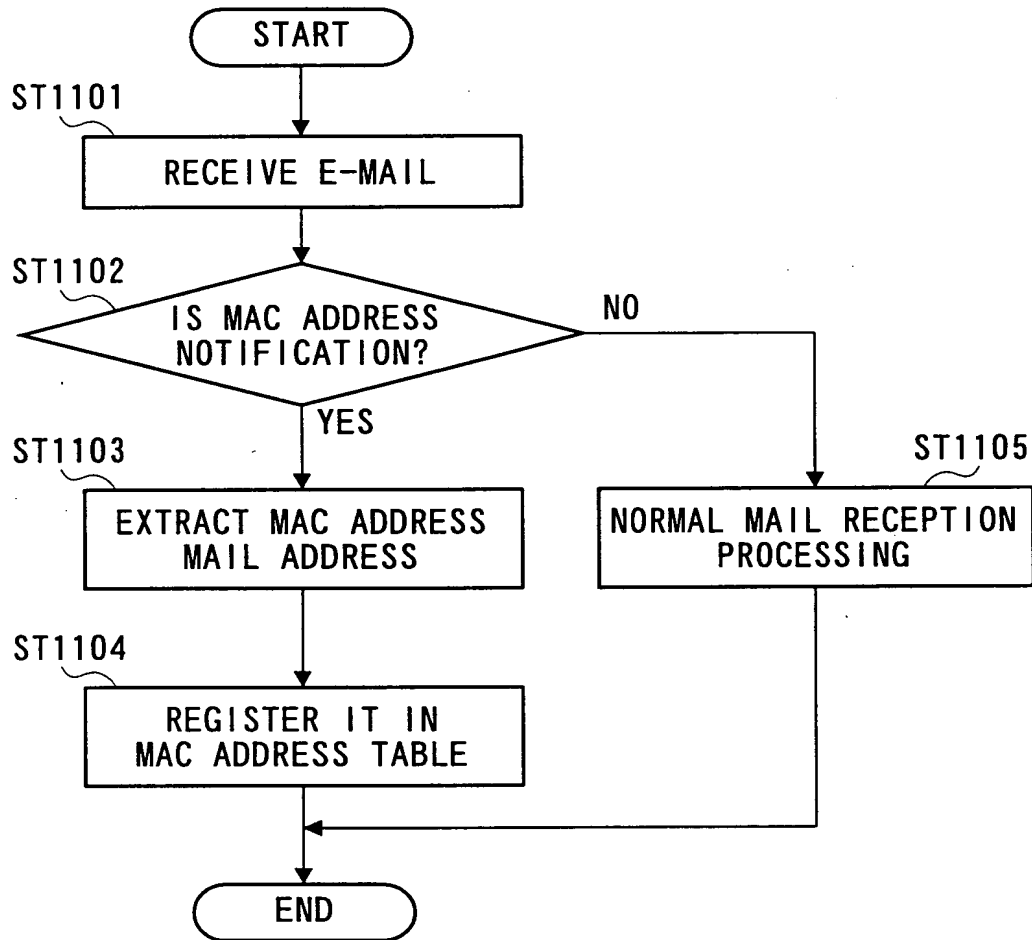 START
ST1101
RECEIVE E-MAIL
ST1102
IS MAC ADDRESS
NOTIFICATION?
NO
YES
ST1103
EXTRACT MAC ADDRESS
MAIL ADDRESS
ST1105
NORMAL MAIL RECEPTION
PROCESSING
ST1104
REGISTER IT IN
MAC ADDRESS TABLE
END